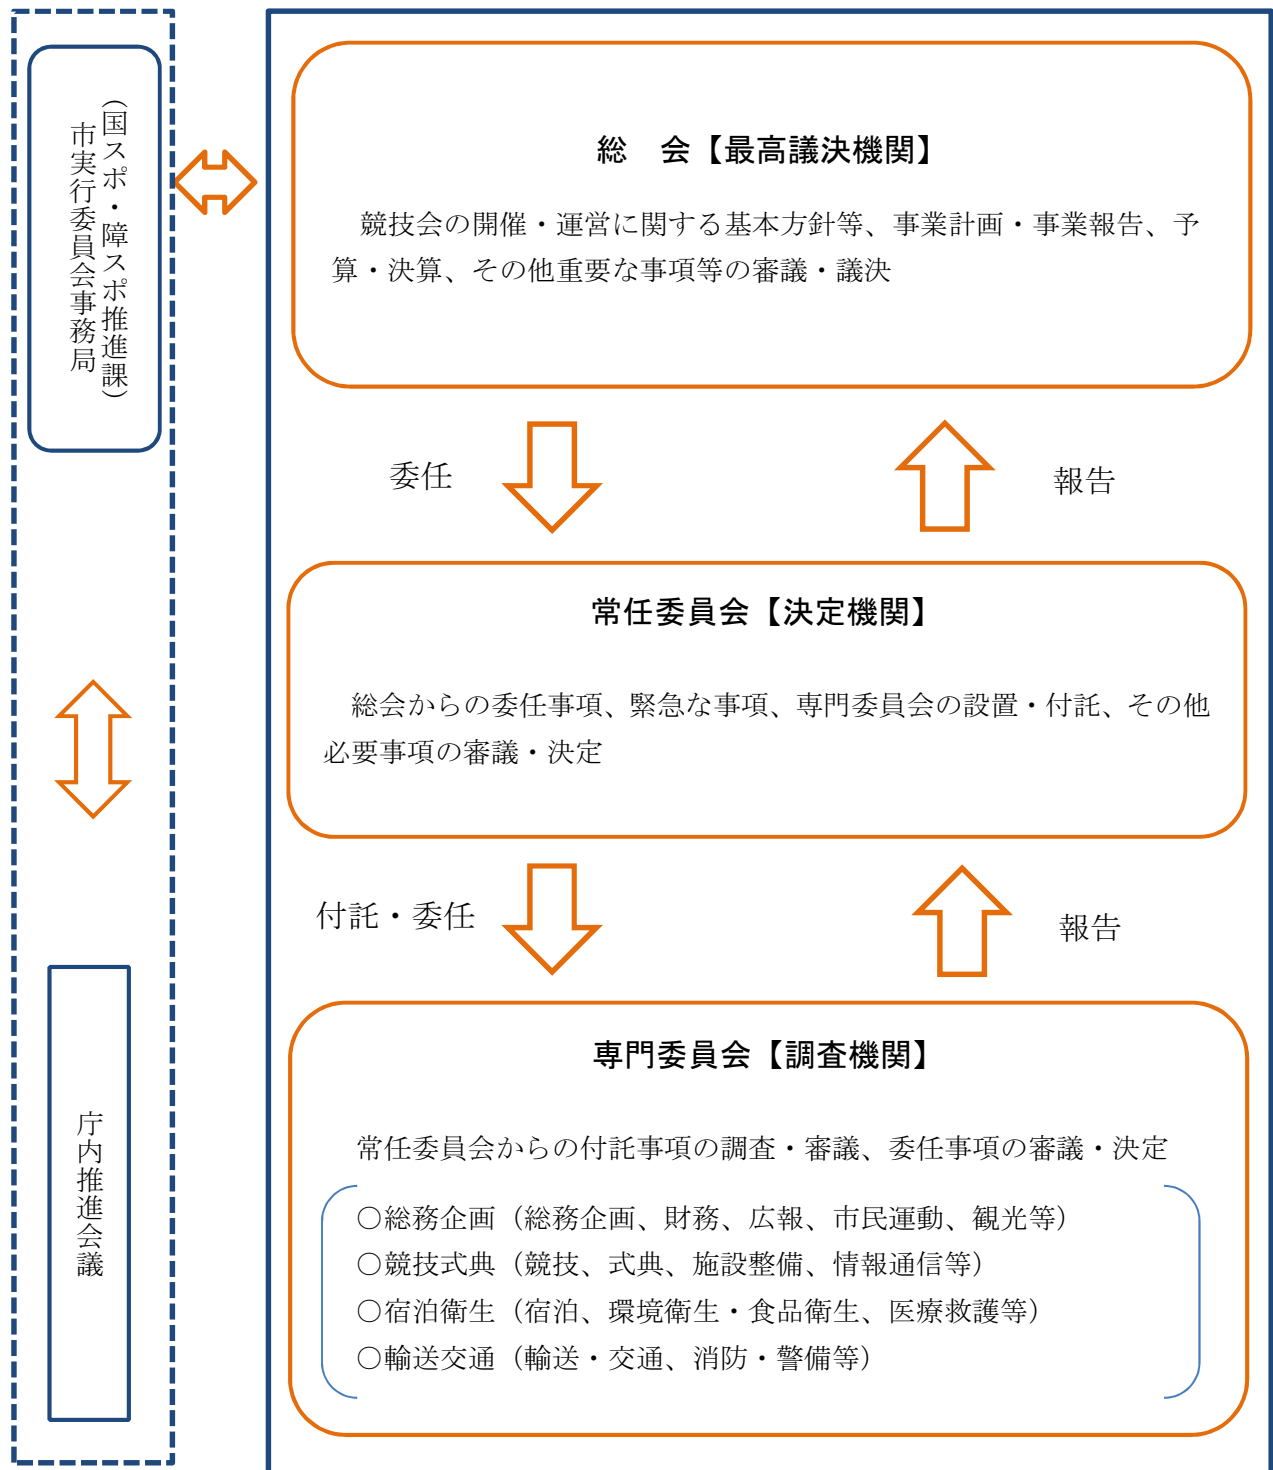 （国スポ・障スポ推進課）
市実行委員会事務局
庁内推進会議
総　会【最高議決機関】
競技会の開催・運営に関する基本方針等、事業計画・事業報告、予
算・決算、その他重要な事項等の審議・議決
委任
報告
常任委員会【決定機関】
総会からの委任事項、緊急な事項、専門委員会の設置・付託、その他
必要事項の審議・決定
付託・委任
報告
専門委員会【調査機関】
常任委員会からの付託事項の調査・審議、委任事項の審議・決定
○総務企画（総務企画、財務、広報、市民運動、観光等）
○競技式典（競技、式典、施設整備、情報通信等）
○宿泊衛生（宿泊、環境衛生・食品衛生、医療救護等）
○輸送交通（輸送・交通、消防・警備等）